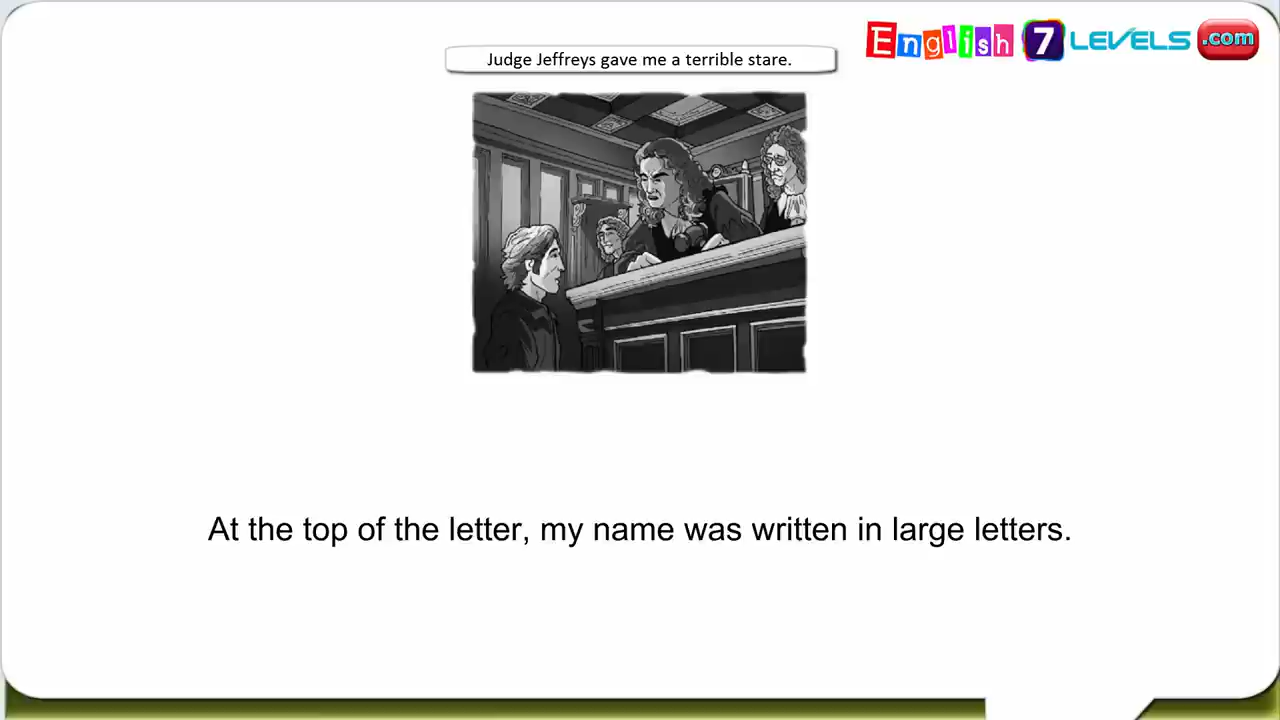 English 7 LEVELS .com
Judge Jeffreys gave me a terrible stare.
At the top of the letter, my name was written in large letters.